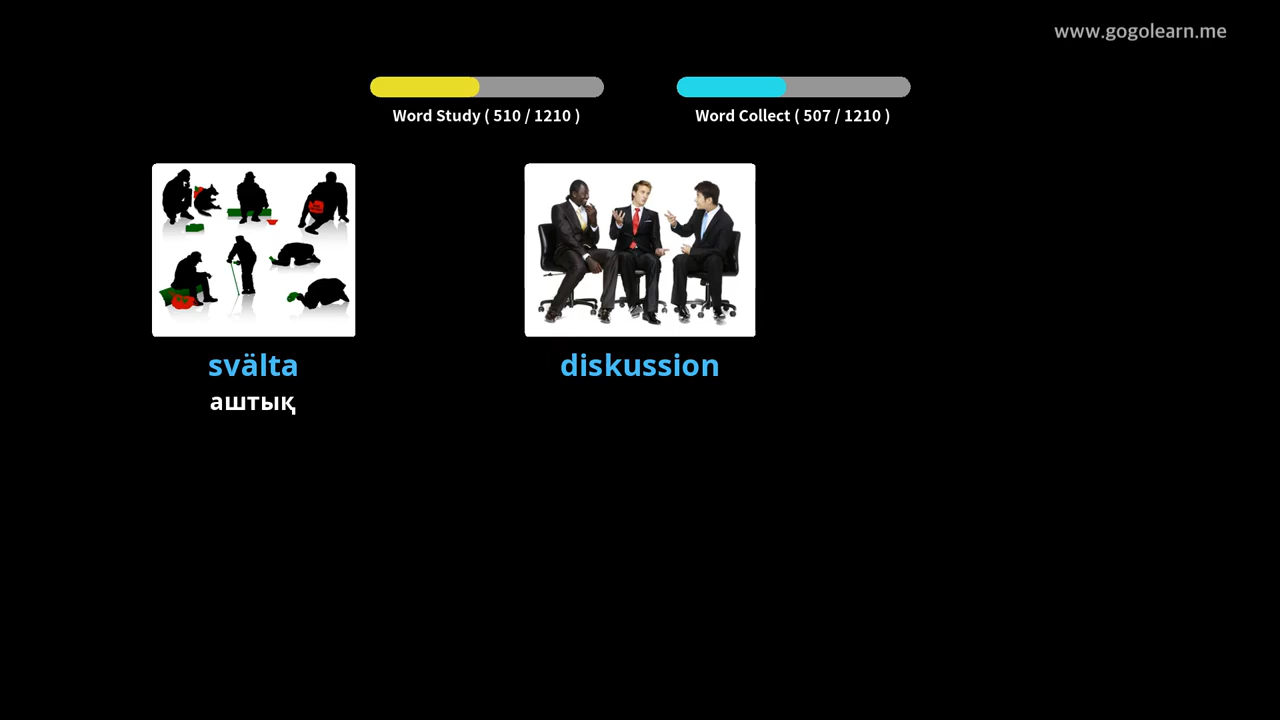 www.gogolearn.me
Word Study ( 510 / 1210 )
Word Collect ( 507 / 1210 )
svälta
аштық
diskussion